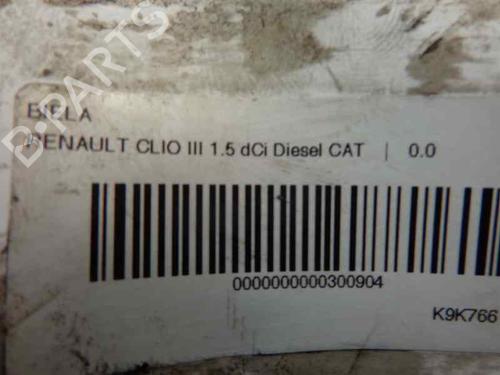 B-PARTS
BIELA
RENAULT CLIO III 1.5 dCi Diesel CAT | 0.0
0000000000300904
K9K766